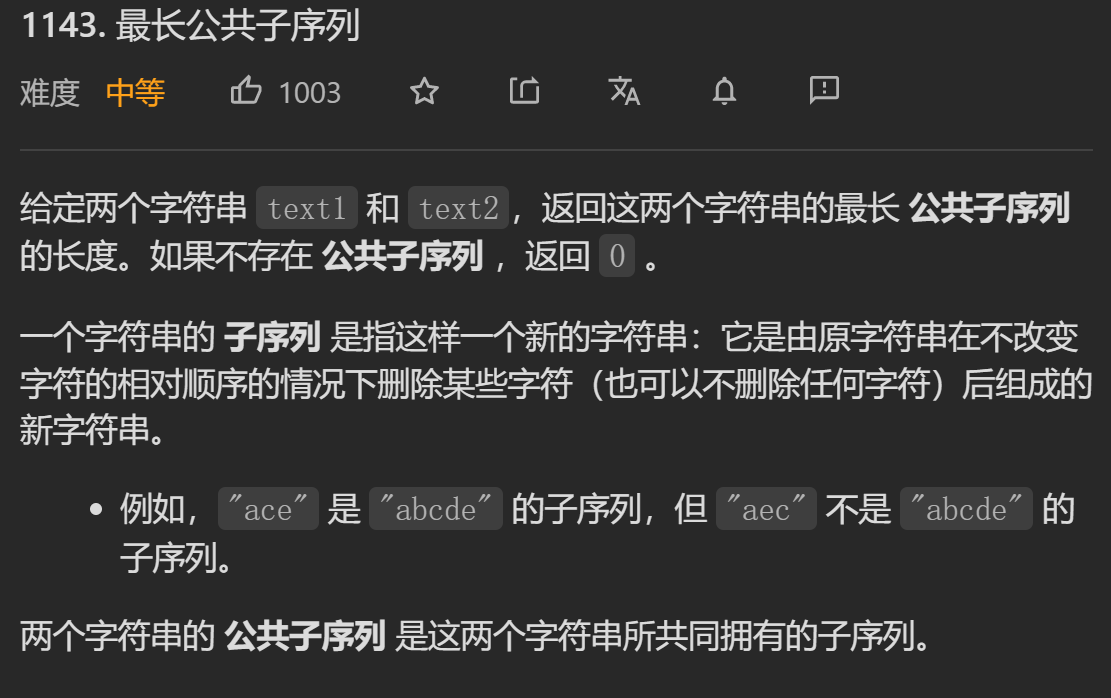 1143. 最长公共子序列
难度 中等 1003
给定两个字符串 text1 和 text2，返回这两个字符串的最长 公共子序列
的长度。如果不存在 公共子序列 ，返回 0 。
一个字符串的 子序列 是指这样一个新的字符串：它是由原字符串在不改变
字符的相对顺序的情况下删除某些字符（也可以不删除任何字符）后组成的
新字符串。
例如，"ace" 是 "abcde" 的子序列，但 "aec" 不是 "abcde" 的
子序列。
两个字符串的 公共子序列 是这两个字符串所共同拥有的子序列。